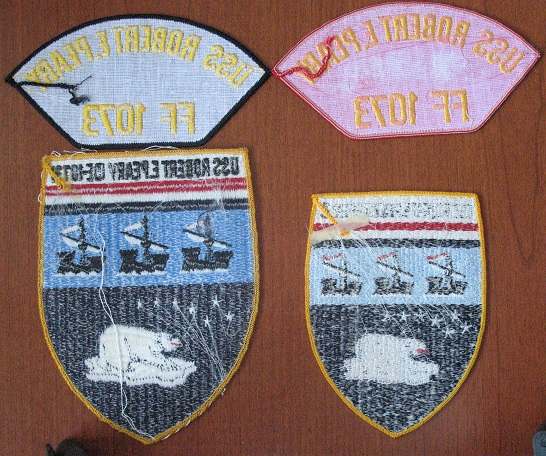 USS ROBERT E. PEARY
FF 1073
USS ROBERT E. PEARY
FF 1073
USS ROBERT E. PEARY DE-1073